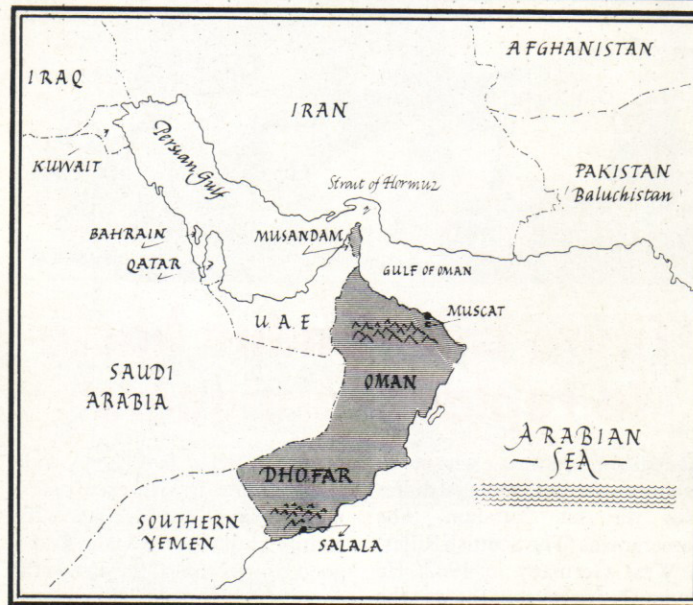 AFGHANISTAN
IRAQ
IRAN
Persian Gulf
KUWAIT
PAKISTAN
Baluchistan
Strait of Hormuz
BAHRAIN
MUSANDAM
QATAR
GULF OF OMAN
U.A.E
MUSCAT
SAUDI
ARABIA
OMAN
ARABIAN
— SEA —
DHOFAR
SOUTHERN
YEMEN
SALALA